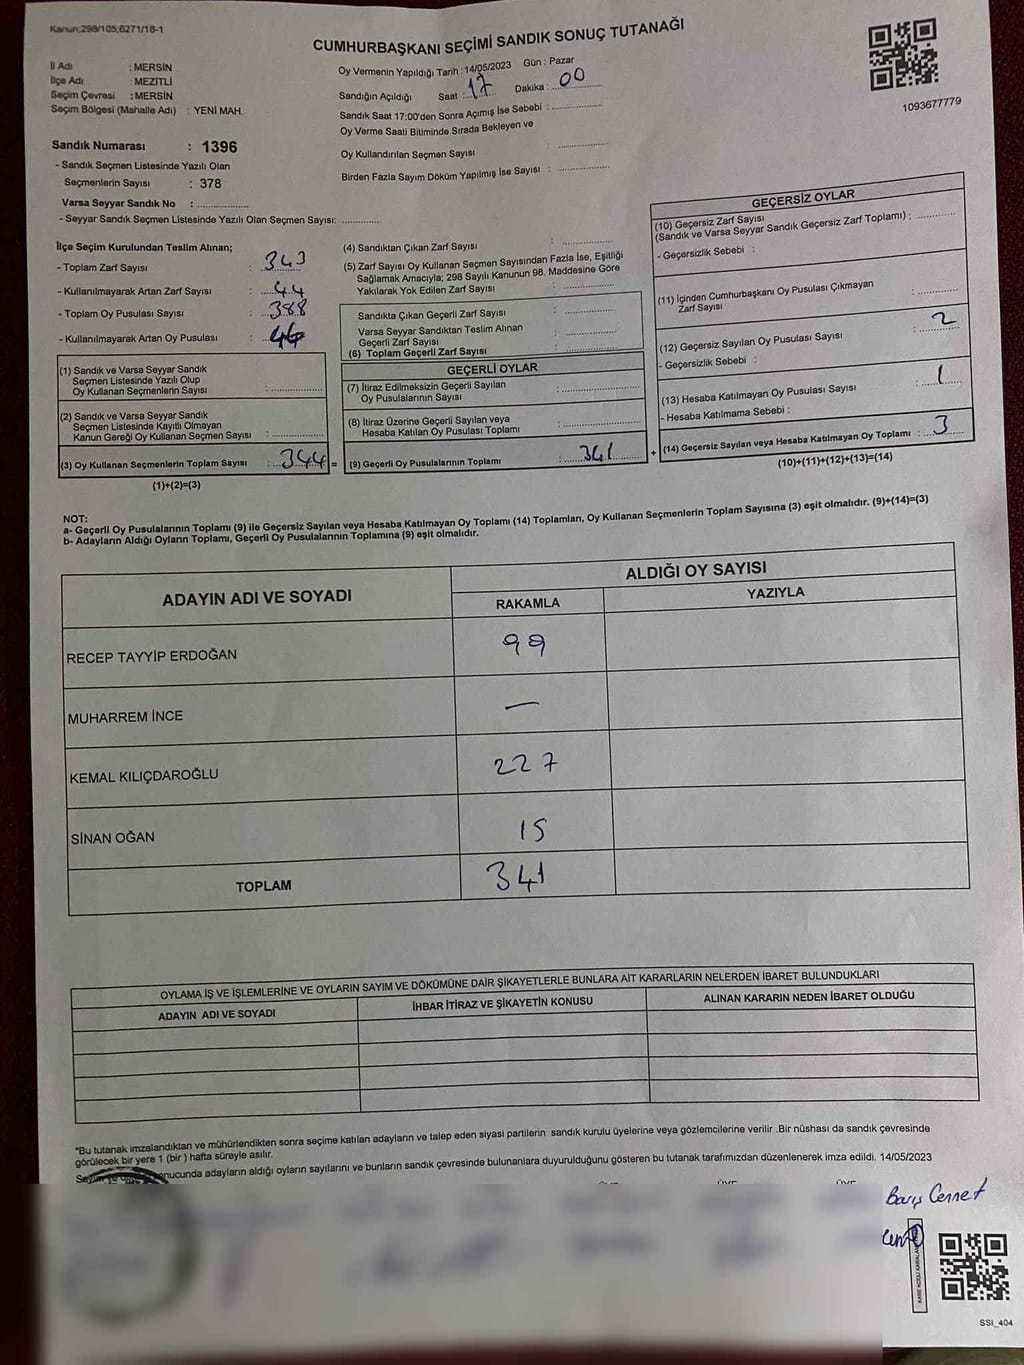 Kanun:298/105,6271/18-1
CUMHURBAŞKANI SEÇİMİ SANDIK SONUÇ TUTANAĞI
İl Adı : MERSİN
İlçe Adı : MEZİTLİ
Seçim Çevresi : MERSİN
Seçim Bölgesi (Mahalle Adı) : YENİ MAH.
Oy Vermenin Yapıldığı Tarih :14/05/2023 Gün : Pazar
Sandığın Açıldığı Saat : 17 Dakika : 00
Sandık Saat 17:00'den Sonra Açımış İse Sebebi :
Oy Verme Saati Bitiminde Sırada Bekleyen ve
Oy Kullandırılan Seçmen Sayısı :
Birden Fazla Sayım Döküm Yapılmış İse Sayısı :
1093677779
Sandık Numarası : 1396
- Sandık Seçmen Listesinde Yazılı Olan
Seçmenlerin Sayısı : 378
Varsa Seyyar Sandık No :
- Seyyar Sandık Seçmen Listesinde Yazılı Olan Seçmen Sayısı:
İlçe Seçim Kurulundan Teslim Alınan;
- Toplam Zarf Sayısı : 343
- Kullanılmayarak Artan Zarf Sayısı : 44
- Toplam Oy Pusulası Sayısı : 388
- Kullanılmayarak Artan Oy Pusulası : 44
(1) Sandık ve Varsa Seyyar Sandık
Seçmen Listesinde Yazılı Olup
Oy Kullanan Seçmenlerin Sayısı :
(2) Sandık ve Varsa Seyyar Sandık
Seçmen Listesinde Kayıtlı Olmayan
Kanun Gereği Oy Kullanan Seçmen Sayısı :
(3) Oy Kullanan Seçmenlerin Toplam Sayısı : 344 =
(1)+(2)=(3)
(4) Sandıktan Çıkan Zarf Sayısı :
(5) Zarf Sayısı Oy Kullanan Seçmen Sayısından Fazla İse, Eşitliği
Sağlamak Amacıyla; 298 Sayılı Kanunun 98. Maddesine Göre
Yakılarak Yok Edilen Zarf Sayısı :
Sandıkta Çıkan Geçerli Zarf Sayısı :
Varsa Seyyar Sandıktan Teslim Alınan
Geçerli Zarf Sayısı :
(6) Toplam Geçerli Zarf Sayısı :
GEÇERLİ OYLAR
(7) İtiraz Edilmeksizin Geçerli Sayılan
Oy Pusulalarının Sayısı :
(8) İtiraz Üzerine Geçerli Sayılan veya
Hesaba Katılan Oy Pusulası Toplamı :
(9) Geçerli Oy Pusulalarının Toplamı : 341 +
GEÇERSİZ OYLAR
(10) Geçersiz Zarf Sayısı
(Sandık ve Varsa Seyyar Sandık Geçersiz Zarf Toplamı) :
- Geçersizlik Sebebi :
(11) İçinden Cumhurbaşkanı Oy Pusulası Çıkmayan
Zarf Sayısı :
(12) Geçersiz Sayılan Oy Pusulası Sayısı : 2
- Geçersizlik Sebebi :
(13) Hesaba Katılmayan Oy Pusulası Sayısı : 1
- Hesaba Katılmama Sebebi :
(14) Geçersiz Sayılan veya Hesaba Katılmayan Oy Toplamı : 3
(10)+(11)+(12)+(13)=(14)
NOT:
a- Geçerli Oy Pusulalarının Toplamı (9) ile Geçersiz Sayılan veya Hesaba Katılmayan Oy Toplamı (14) Toplamları, Oy Kullanan Seçmenlerin Toplam Sayısına (3) eşit olmalıdır. (9)+(14)=(3)
b- Adayların Aldığı Oyların Toplamı, Geçerli Oy Pusulalarının Toplamına (9) eşit olmalıdır.
ADAYIN ADI VE SOYADI
ALDIĞI OY SAYISI
RAKAMLA YAZIYLA
RECEP TAYYİP ERDOĞAN 99
MUHARREM İNCE —
KEMAL KILIÇDAROĞLU 227
SİNAN OĞAN 15
TOPLAM 341
OYLAMA İŞ VE İŞLEMLERİNE VE OYLARIN SAYIM VE DÖKÜMÜNE DAİR ŞİKAYETLERLE BUNLARA AİT KARARLARIN NELERDEN İBARET BULUNDUKLARI
ADAYIN ADI VE SOYADI İHBAR İTİRAZ VE ŞİKAYETİN KONUSU ALINAN KARARIN NEDEN İBARET OLDUĞU
*Bu tutanak imzalandıktan ve mühürlendikten sonra seçime katılan adayların ve talep eden siyasi partilerin sandık kurulu üyelerine veya gözlemcilerine verilir .Bir nüshası da sandık çevresinde
görülecek bir yere 1 (bir ) hafta süreyle asılır.
adayların aldığı oyların sayılarını ve bunların sandık çevresinde bulunanlara duyurulduğunu gösteren bu tutanak tarafımızdan düzenlenerek imza edildi. 14/05/2023
Barış Cennet
SSI_404